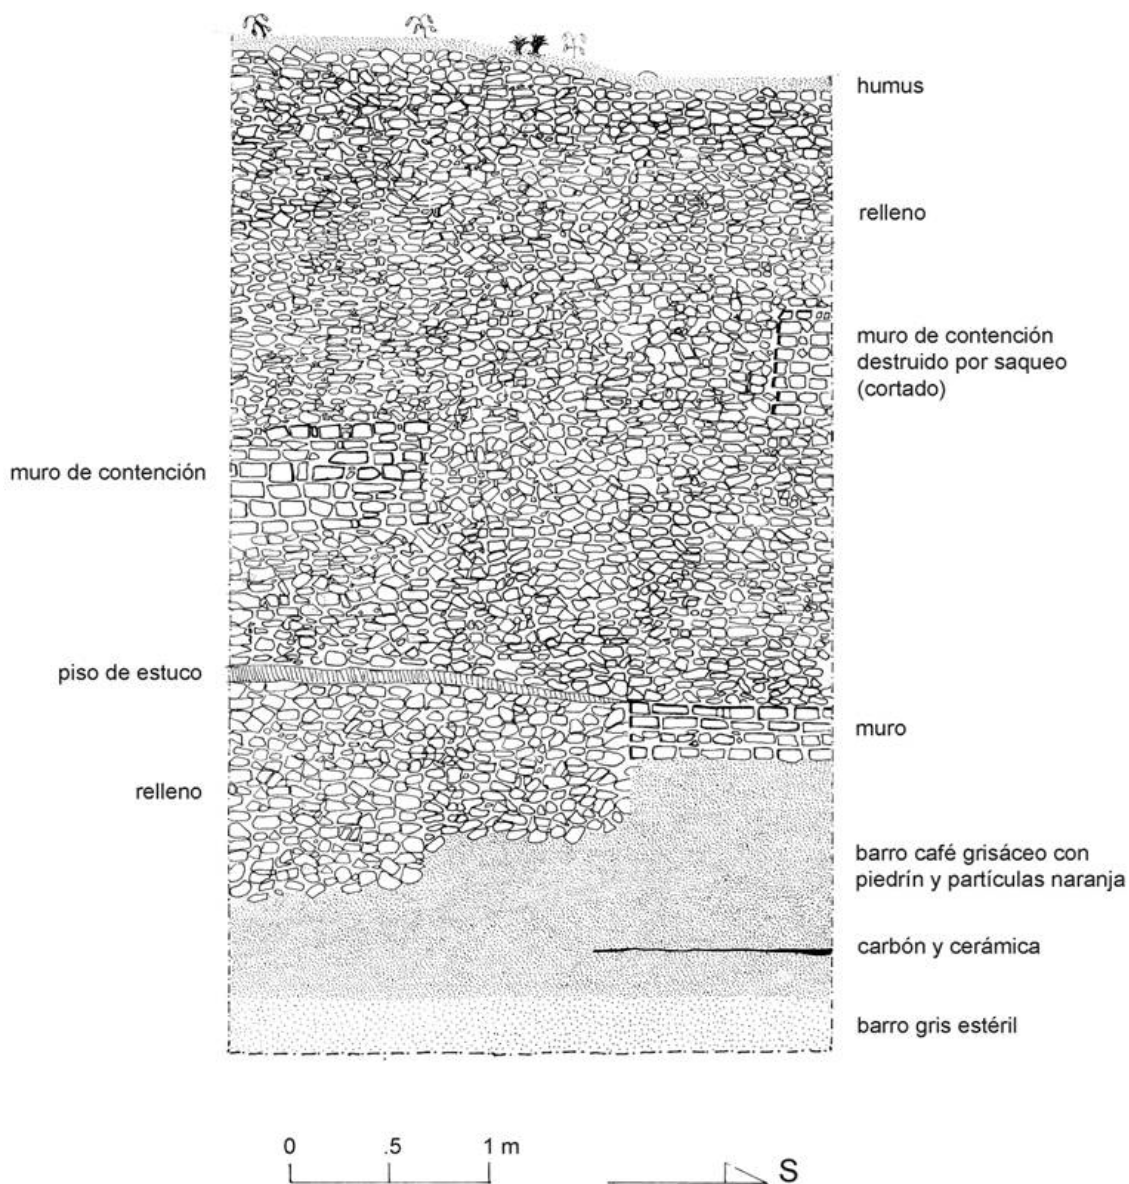 humus
relleno
muro de contención
destruido por saqueo
(cortado)
muro de contención
piso de estuco
muro
relleno
barro café grisáceo con
piedrín y partículas naranja
carbón y cerámica
barro gris estéril
0 .5 1 m
S